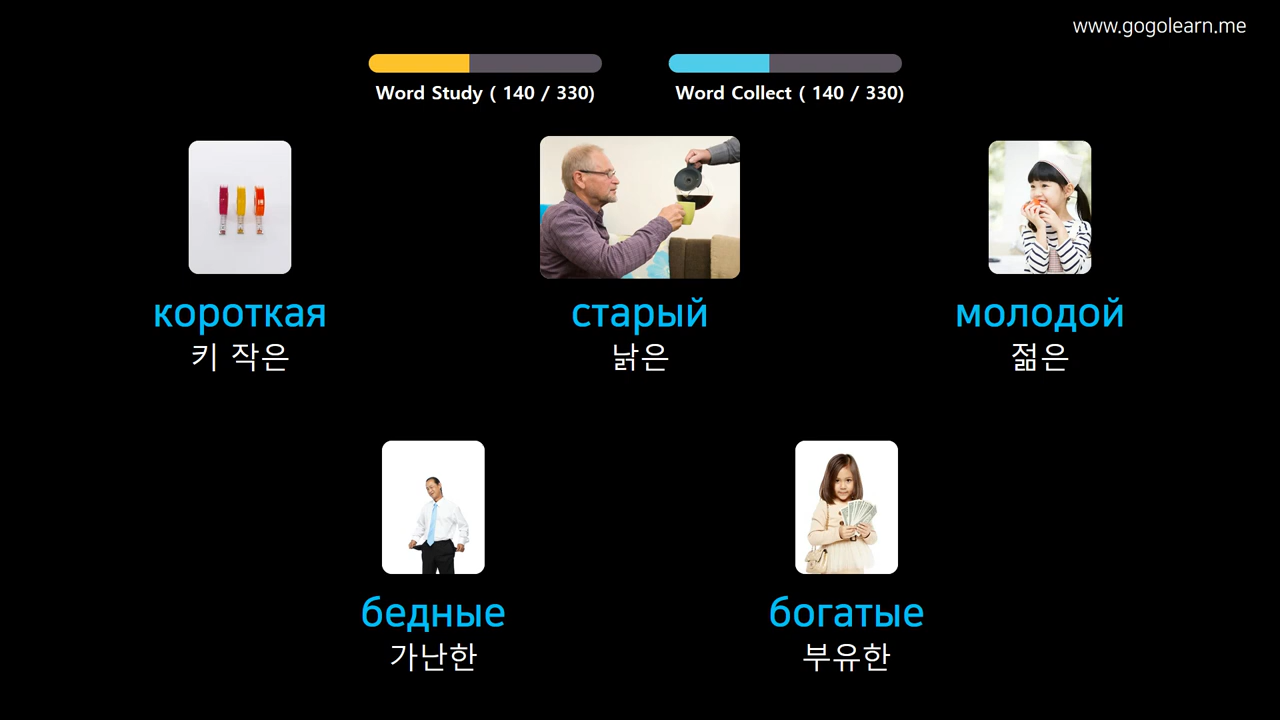 www.gogolearn.me
Word Study ( 140 / 330)
Word Collect ( 140 / 330)
короткая
키 작은
старый
낡은
молодой
젊은
бедные
가난한
богатые
부유한